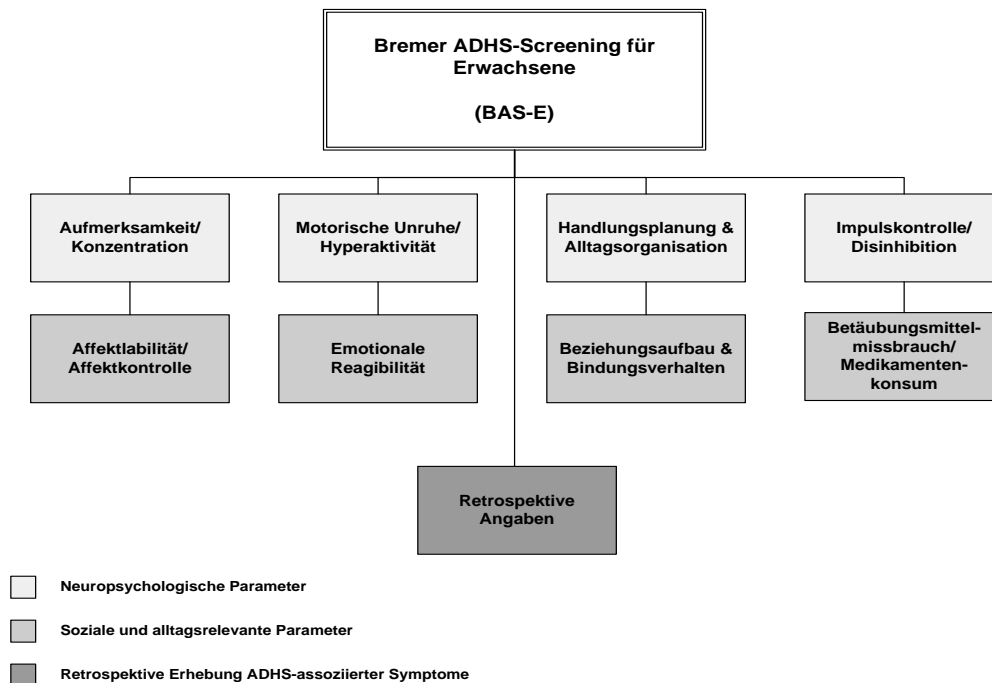 Bremer ADHS-Screening für
Erwachsene
(BAS-E)
Aufmerksamkeit/
Konzentration
Motorische Unruhe/
Hyperaktivität
Handlungsplanung &
Alltagsorganisation
Impulskontrolle/
Disinhibition
Affektlabilität/
Affektkontrolle
Emotionale
Reagibilität
Beziehungsaufbau &
Bindungsverhalten
Betäubungsmittel-
missbrauch/
Medikamenten-
konsum
Retrospektive
Angaben
Neuropsychologische Parameter
Soziale und alltagsrelevante Parameter
Retrospektive Erhebung ADHS-assoziierter Symptome